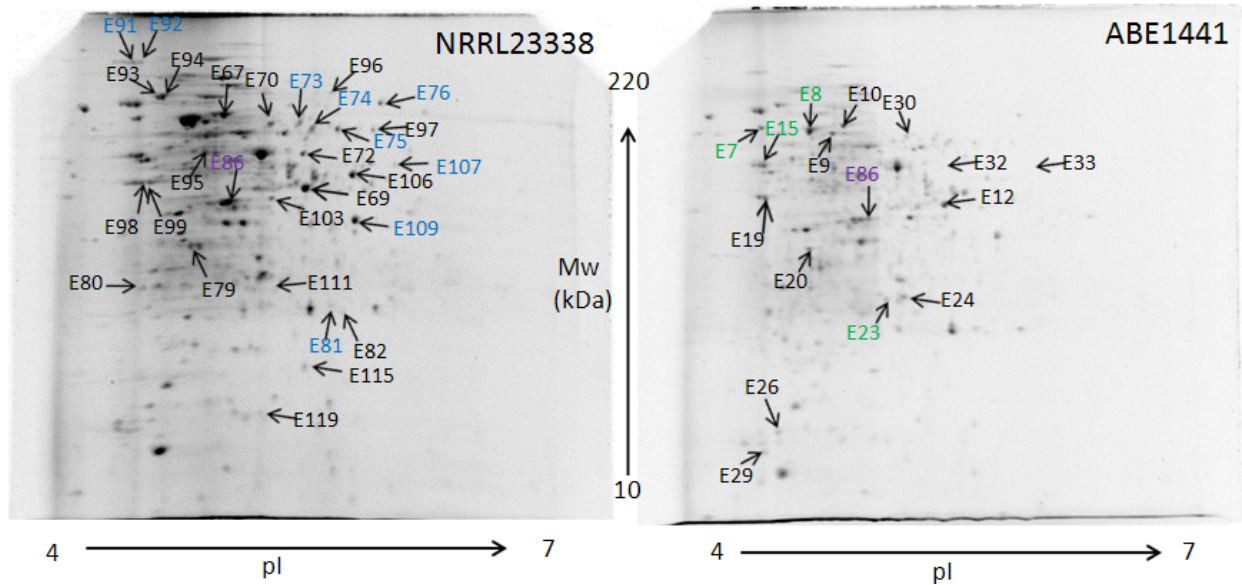 NRRL23338
E91 E92
E93 E94 E67 E70 E73 E96
E74 E76
E97
E75
E72
E107
E86
E95
E106
E69
E98 E99 E103
E109
E80 E79 E111
E81 E82
E115
E119
4 7
pI
220
Mw
(kDa)
10
ABE1441
E8 E10 E30
E15
E7 E9
E32 E33
E86
E12
E19
E20
E24
E23
E26
E29
4 7
pI